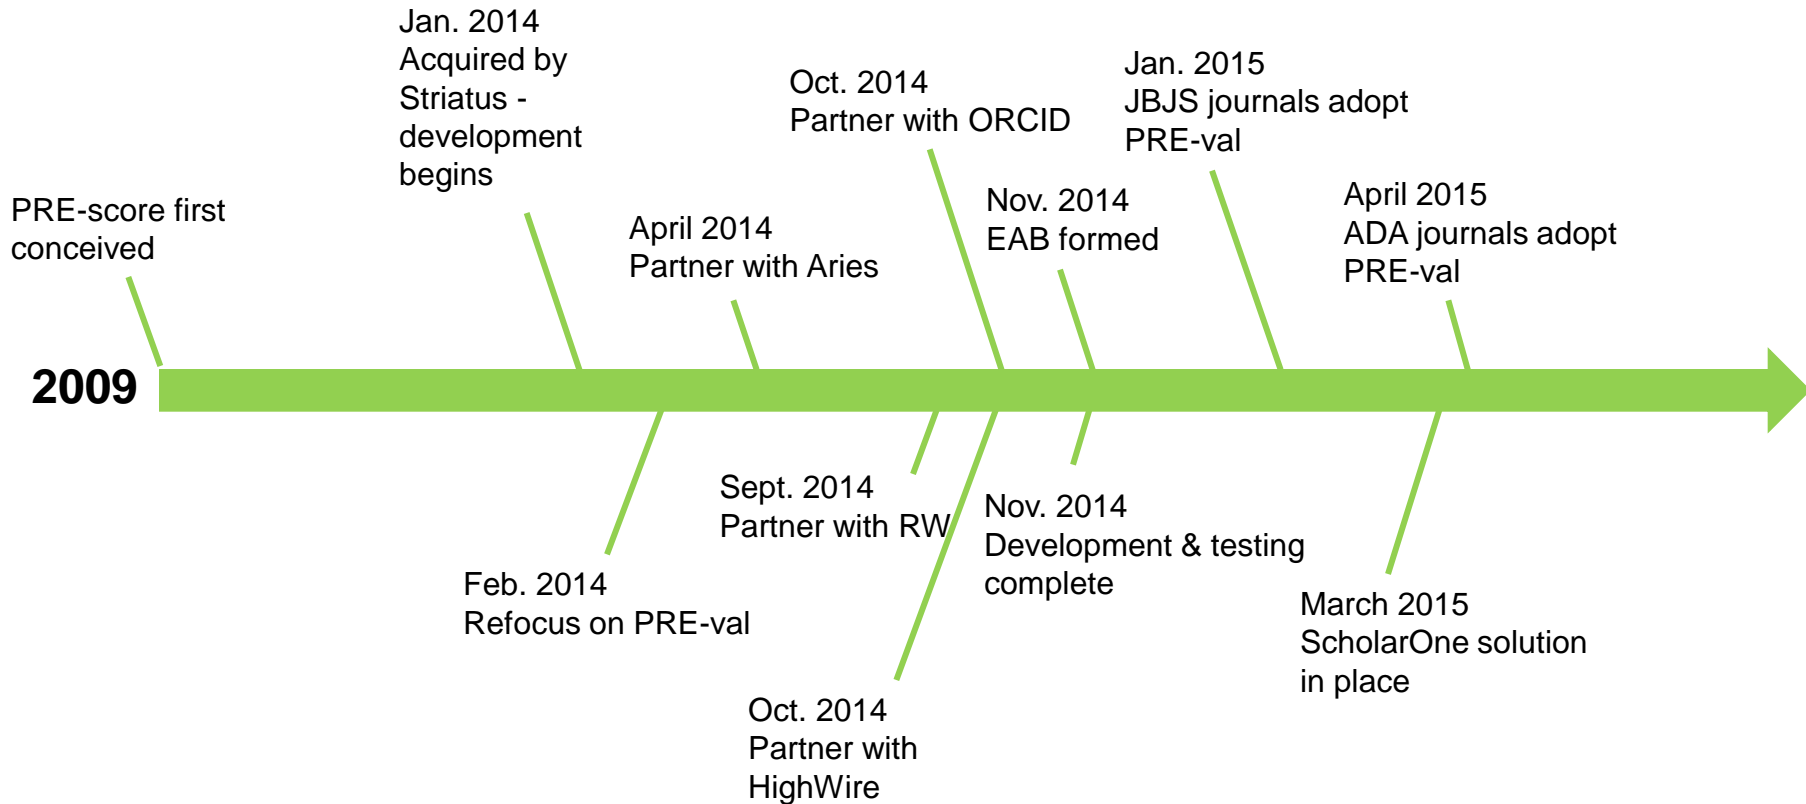 PRE-score first
conceived
2009
Jan. 2014
Acquired by
Striatus -
development
begins
Feb. 2014
Refocus on PRE-val
April 2014
Partner with Aries
Sept. 2014
Partner with RW
Oct. 2014
Partner with ORCID
Oct. 2014
Partner with
HighWire
Nov. 2014
EAB formed
Nov. 2014
Development & testing
complete
Jan. 2015
JBJS journals adopt
PRE-val
March 2015
ScholarOne solution
in place
April 2015
ADA journals adopt
PRE-val